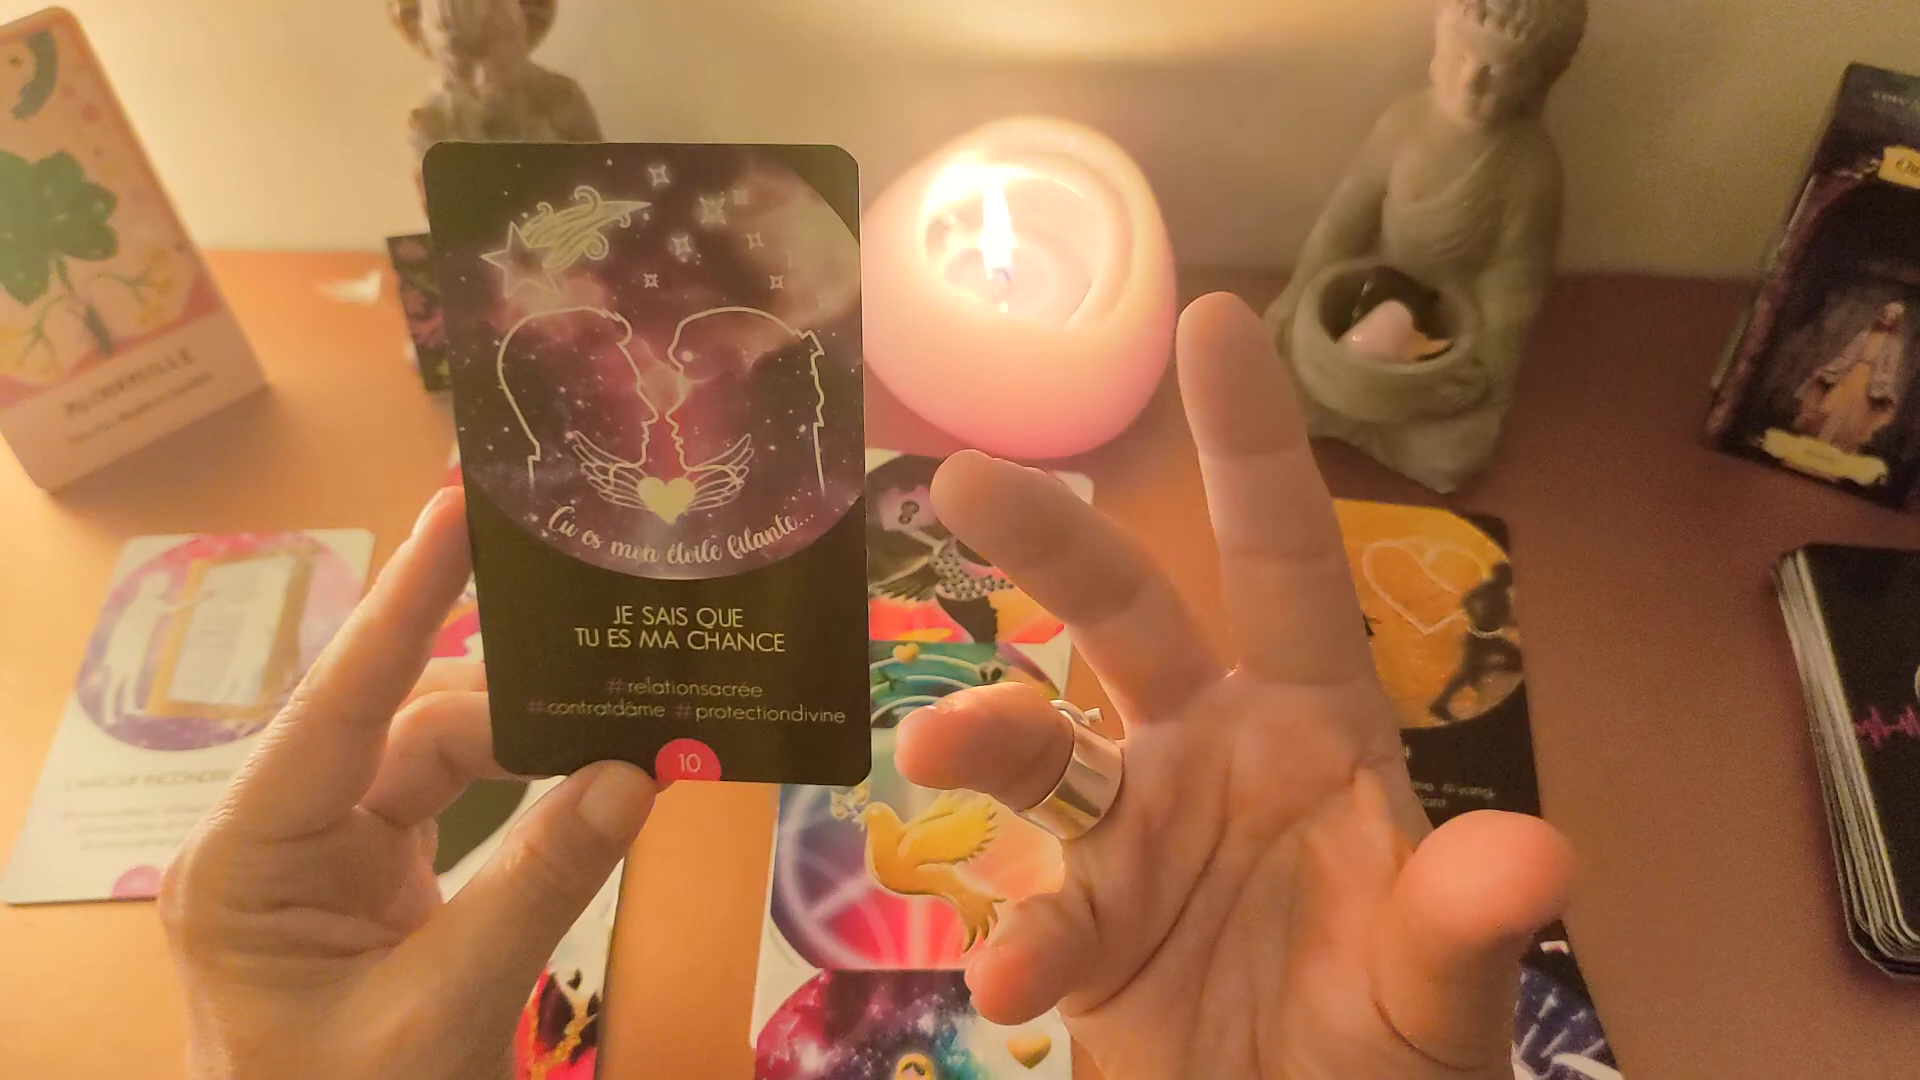 Tu es mon étoile filante...
JE SAIS QUE
TU ES MA CHANCE
#relationsacrée
#contratdâme #protectiondivine
10